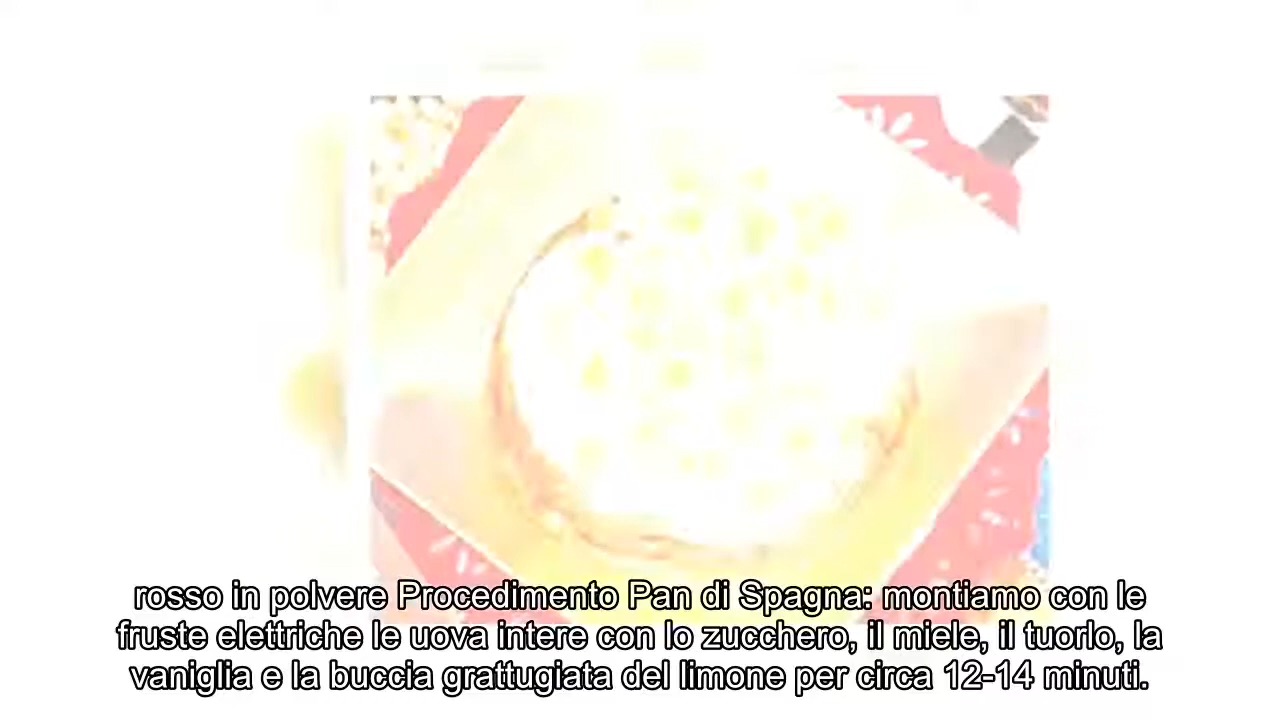 rosso in polvere Procedimento Pan di Spagna: montiamo con le
fruste elettriche le uova intere con lo zucchero, il miele, il tuorlo, la
vaniglia e la buccia grattugiata del limone per circa 12-14 minuti.